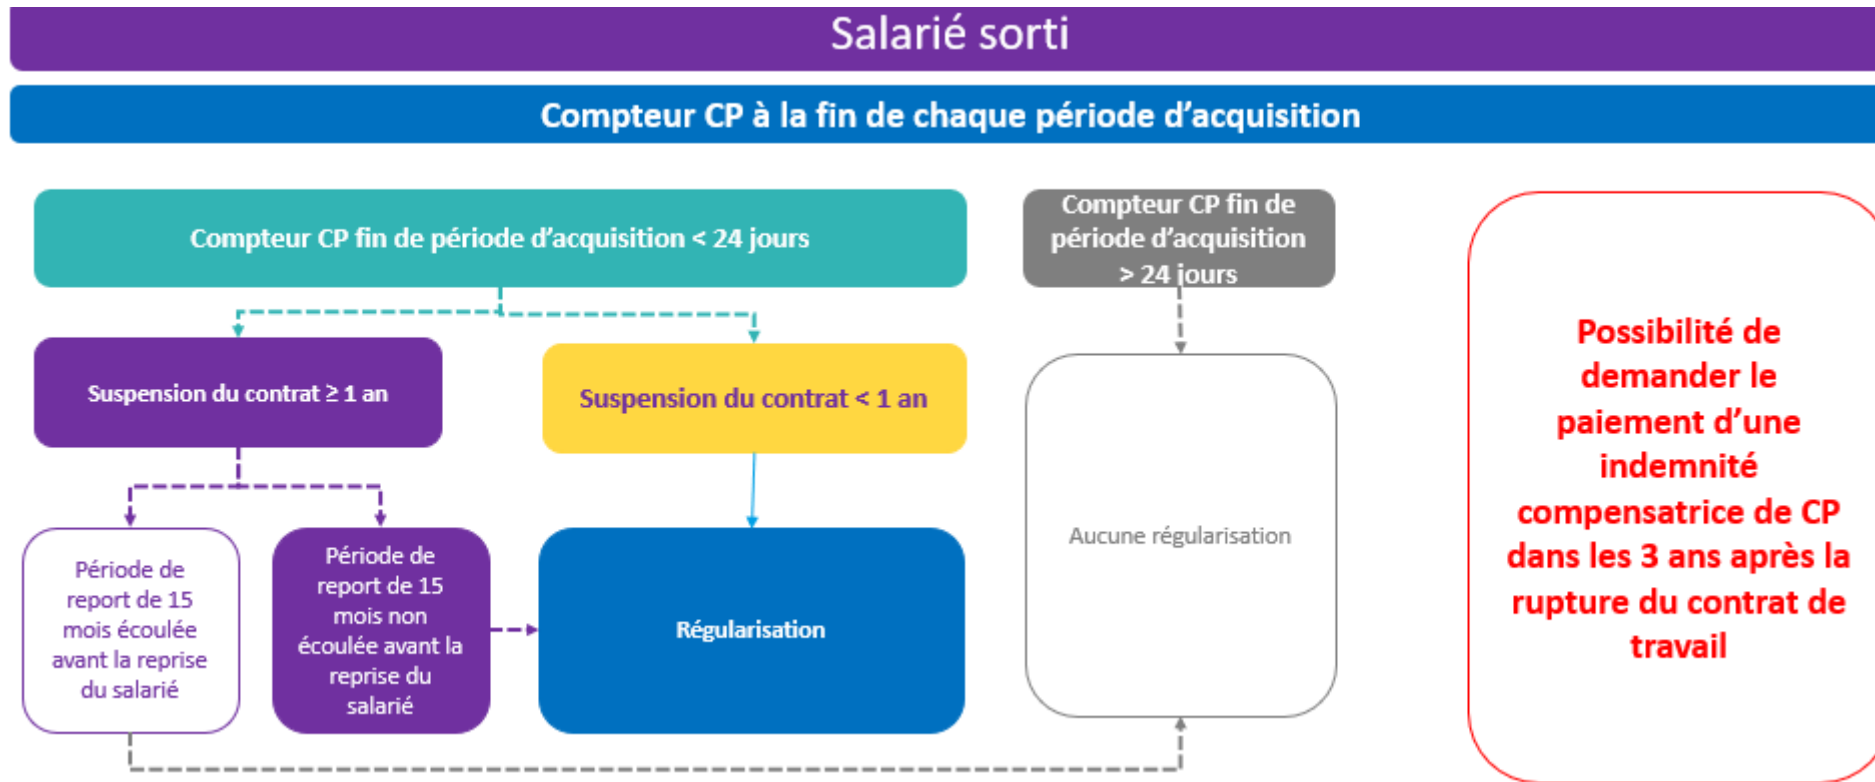 Salarié sorti
Compteur CP à la fin de chaque période d’acquisition
Compteur CP fin de période d’acquisition < 24 jours
Compteur CP fin de
période d’acquisition
> 24 jours
Suspension du contrat ≥ 1 an
Suspension du contrat < 1 an
Période de
report de 15
mois écoulée
avant la reprise
du salarié
Période de
report de 15
mois non
écoulée avant la
reprise du
salarié
Régularisation
Aucune régularisation
Possibilité de
demander le
paiement d’une
indemnité
compensatrice de CP
dans les 3 ans après la
rupture du contrat de
travail